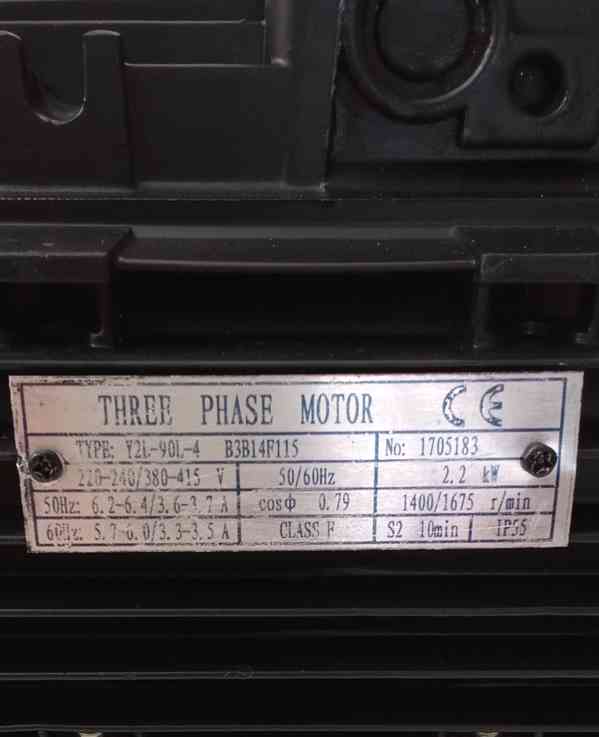 THREE PHASE MOTOR CE
TYPE: Y2L-90L-4 B3B14F115 No: 1705183
220-240/380-415 V 50/60Hz 2.2 kW
50Hz: 6.2-6.4/3.6-3.7 A cosΦ 0.79 1400/1675 r/min
60Hz: 5.7-6.0/3.3-3.5 A CLASS F S2 10min IP55